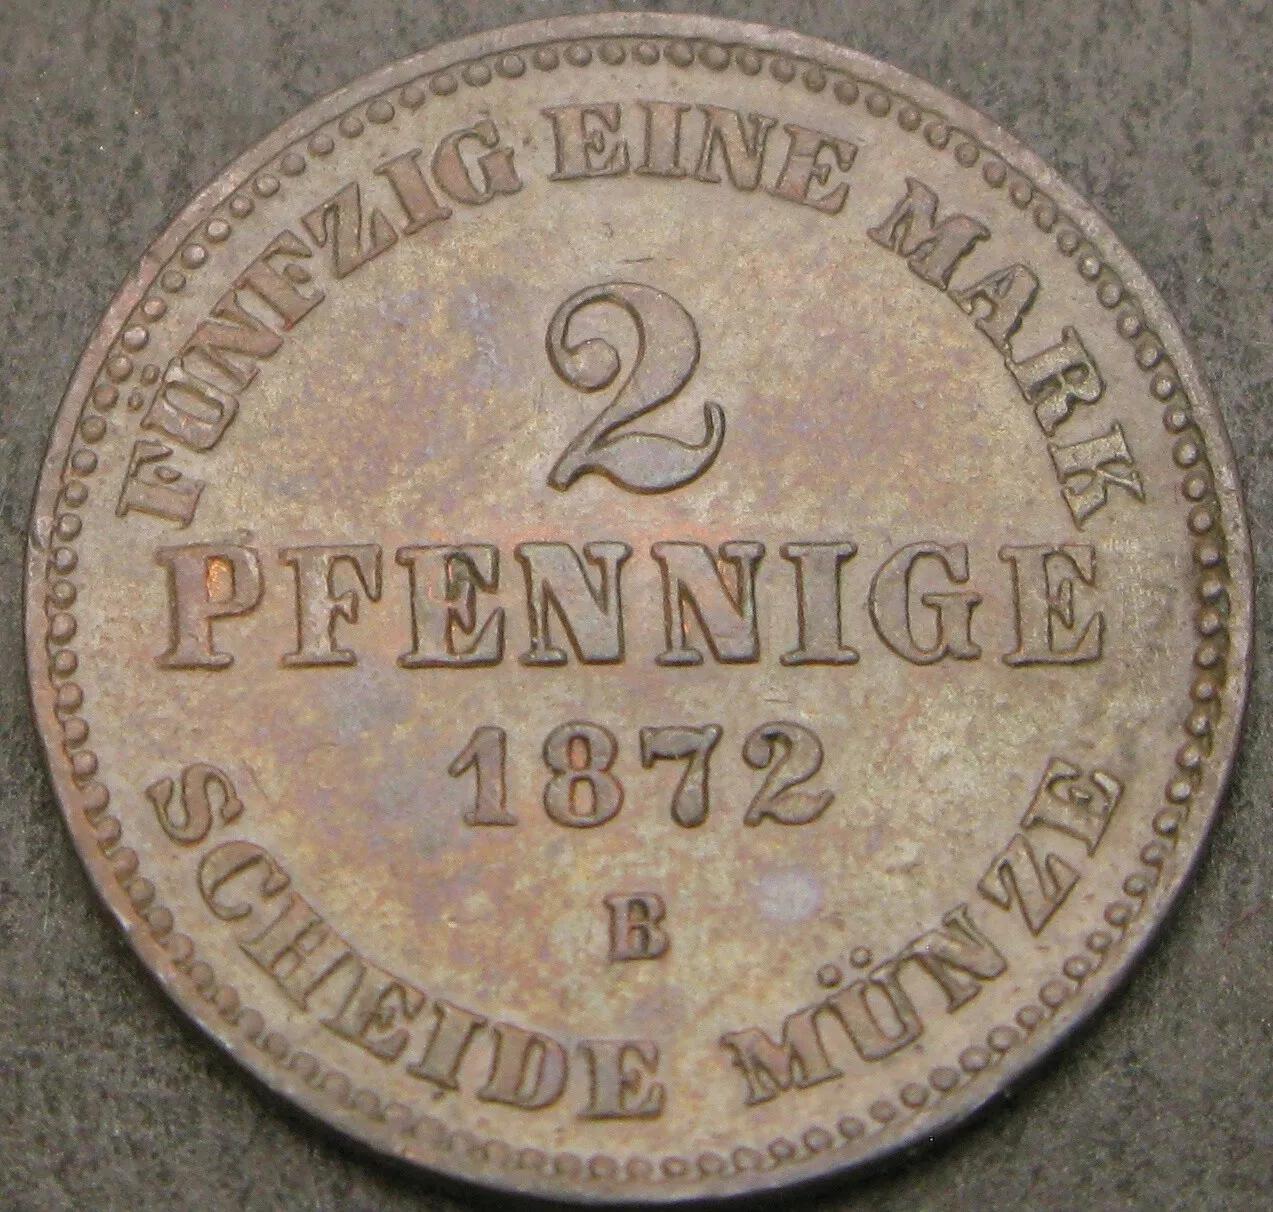 FÜNFZIG EINE MARK
2
PFENNIGE
1872
B
SCHEIDE MÜNZE